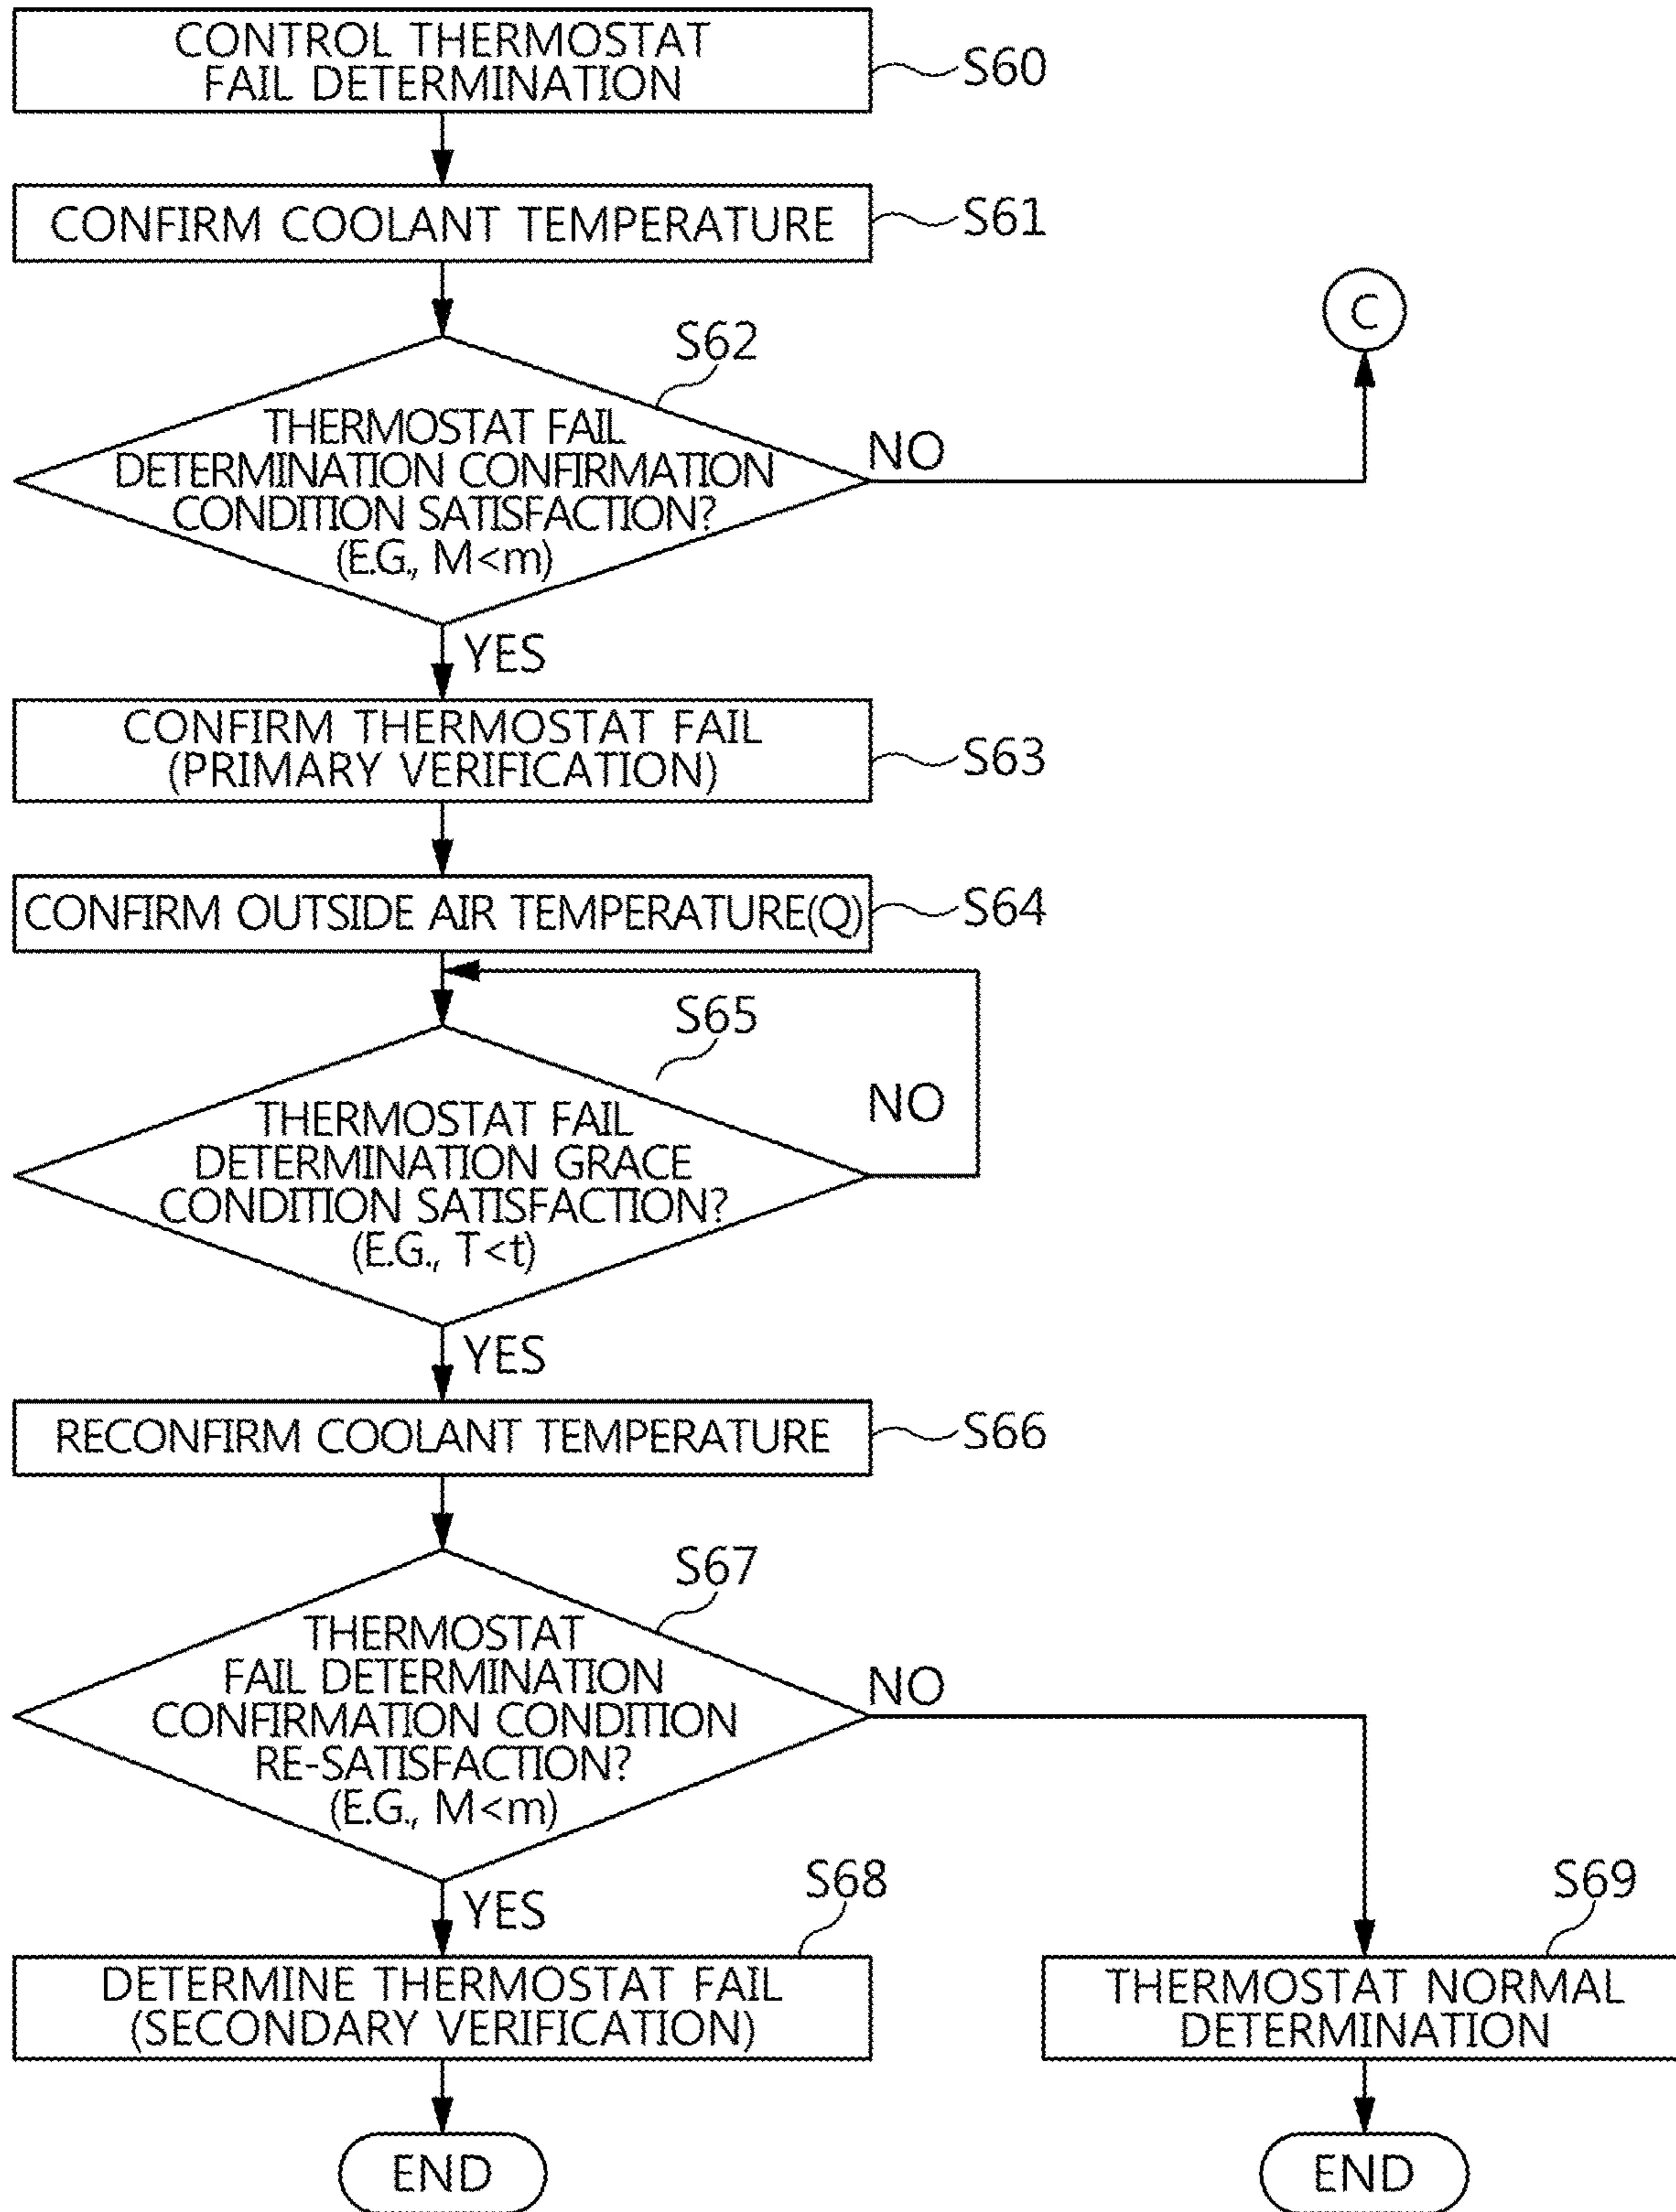 CONTROL THERMOSTAT
FAIL DETERMINATION
S60
CONFIRM COOLANT TEMPERATURE
S61
C
S62
THERMOSTAT FAIL
DETERMINATION CONFIRMATION
CONDITION SATISFACTION?
(E.G., M<m)
NO
YES
CONFIRM THERMOSTAT FAIL
(PRIMARY VERIFICATION)
S63
CONFIRM OUTSIDE AIR TEMPERATURE(Q)
S64
S65
THERMOSTAT FAIL
DETERMINATION GRACE
CONDITION SATISFACTION?
(E.G., T<t)
NO
YES
RECONFIRM COOLANT TEMPERATURE
S66
S67
THERMOSTAT
FAIL DETERMINATION
CONFIRMATION CONDITION
RE-SATISFACTION?
(E.G., M<m)
NO
YES
S68
DETERMINE THERMOSTAT FAIL
(SECONDARY VERIFICATION)
S69
THERMOSTAT NORMAL
DETERMINATION
END
END